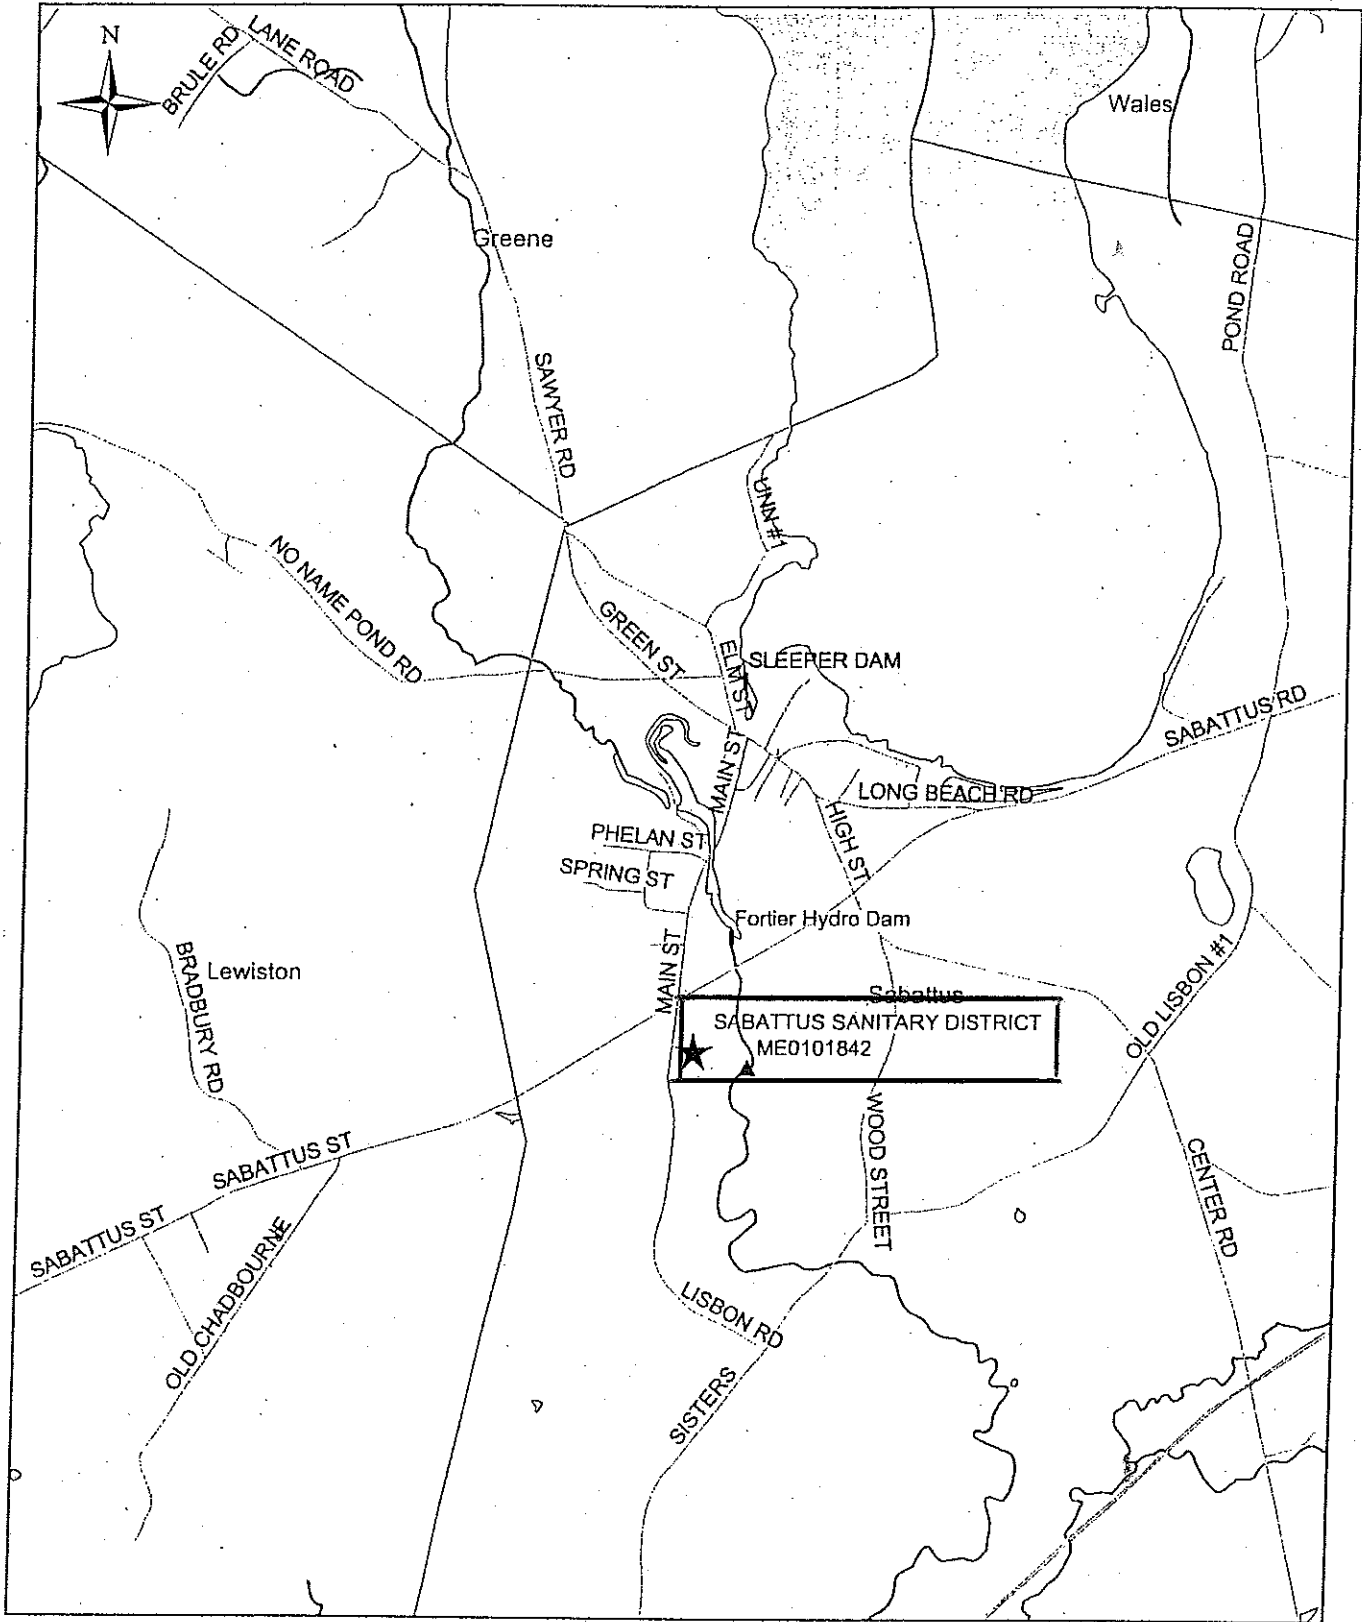 N
BRULE RD
LANE ROAD
Wales
Greene
POND ROAD
SAWYER RD
UNN #1
NO NAME POND RD
GREEN ST
ELM ST
SLEEPER DAM
SABATTUS RD
MAIN ST
LONG BEACH RD
HIGH ST
PHELAN ST
SPRING ST
Fortier Hydro Dam
MAIN ST
BRADBURY RD
Lewiston
OLD LISBON #1
Sabattus
SABATTUS SANITARY DISTRICT
ME0101842
WOOD STREET
CENTER RD
SABATTUS ST
SABATTUS ST
OLD CHADBOURNE
LISBON RD
SISTERS